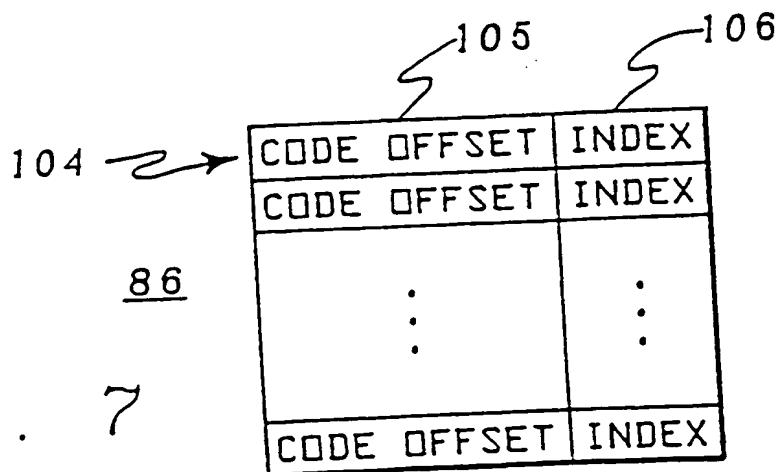 105 106
104 CODE OFFSET INDEX
CODE OFFSET INDEX
86
. 7
CODE OFFSET INDEX